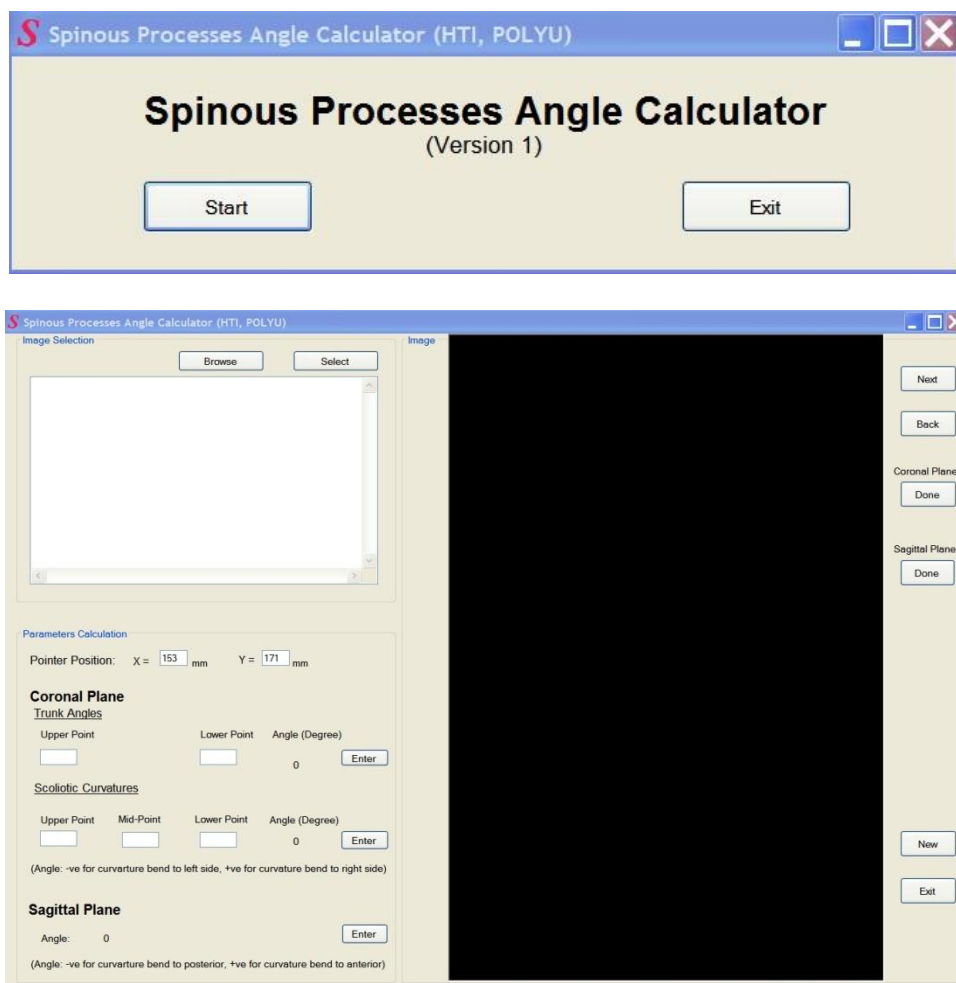 S Spinous Processes Angle Calculator (HTI, POLYU)
Spinous Processes Angle Calculator
(Version 1)
Start Exit
S Spinous Processes Angle Calculator (HTI, POLYU)
Image Selection
Browse Select
Image
Next
Back
Coronal Plane
Done
Sagittal Plane
Done
New
Exit
Parameters Calculation
Pointer Position: X = 153 mm Y = 171 mm
Coronal Plane
Trunk Angles
Upper Point Lower Point Angle (Degree)
0 Enter
Scoliotic Curvatures
Upper Point Mid-Point Lower Point Angle (Degree)
0 Enter
(Angle: -ve for curvarture bend to left side, +ve for curvature bend to right side)
Sagittal Plane
Angle: 0 Enter
(Angle: -ve for curvarture bend to posterior, +ve for curvature bend to anterior)